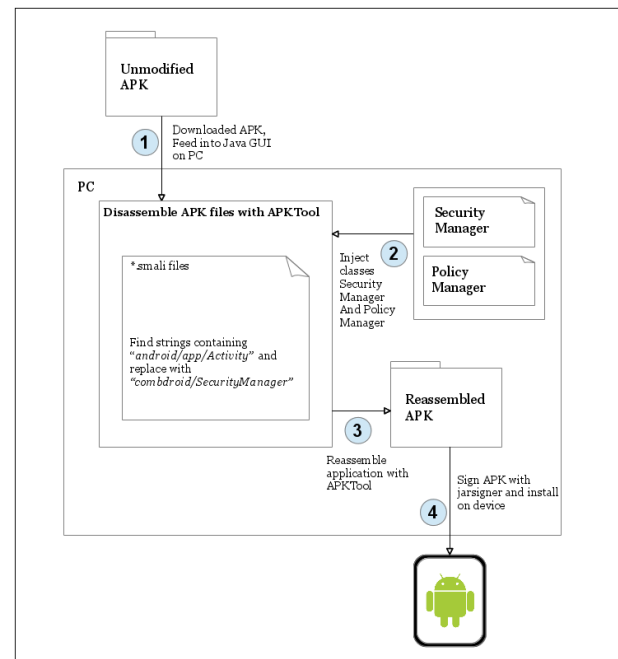 Unmodified
APK
1
Downloaded APK,
Feed into Java GUI
on PC
PC
Disassemble APK files with APKTool
*.smali files
Find strings containing
“android/app/Activity” and
replace with
“combdroid/SecurityManager”
Security
Manager
Policy
Manager
2
Inject
classes
Security
Manager
And Policy
Manager
3
Reassemble
application with
APKTool
Reassembled
APK
4
Sign APK with
jarsigner and install
on device